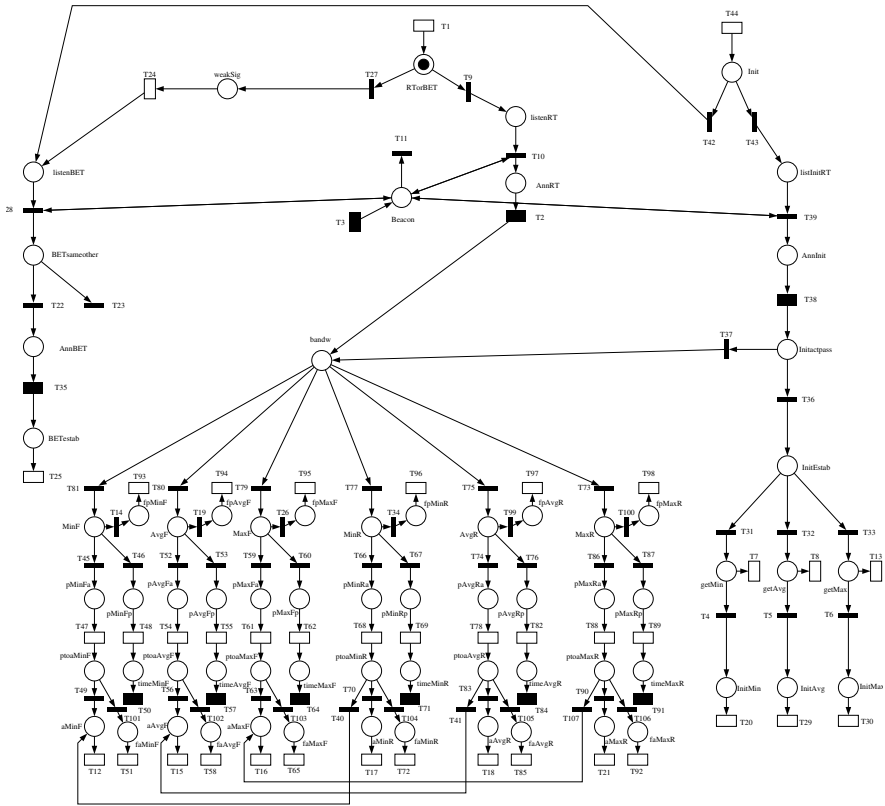 T1
T44
T24
weakSig
T27
T9
RTorBET
Init
listenRT
T11
T10
T42
T43
listenBET
AnnRT
listInitRT
28
T3
Beacon
T2
T39
BETsameother
AnnInit
T22
T23
T38
bandw
T37
AnnBET
Initactpass
T35
T36
BETestab
InitEstab
T25
T81
T93
T80
T94
T79
T95
T77
T96
T75
T97
T73
T98
fpMinF
fpAvgF
fpMaxF
fpMinR
fpAvgR
fpMaxR
T14
T19
T26
T34
T99
T100
MinF
AvgF
MaxF
MinR
AvgR
MaxR
T31
T32
T33
T45
T46
T52
T53
T59
T60
T66
T67
T74
T76
T86
T87
T7
T8
T13
pMinFa
pAvgFa
pMaxFa
pMinRa
pAvgRa
pMaxRa
getMin
getAvg
getMax
pMinFp
pAvgFp
pMaxFp
pMinRp
pAvgRp
pMaxRp
T4
T5
T6
T47
T48
T54
T55
T61
T62
T68
T69
T78
T82
T88
T89
ptoaMinF
ptoaAvgF
ptoaMaxF
ptoaMinR
ptoaAvgR
ptoaMaxR
timeMinF
timeAvgF
timeMaxF
timeMinR
timeAvgR
timeMaxR
InitMin
InitAvg
InitMax
T49
T50
T56
T57
T63
T64
T70
T71
T83
T84
T90
T91
T40
T41
T107
T101
T102
T103
T104
T105
T106
aMinF
aAvgF
aMaxF
aMinR
aAvgR
aMaxR
faMinF
faAvgF
faMaxF
faMinR
faAvgR
faMaxR
T20
T29
T30
T12
T51
T15
T58
T16
T65
T17
T72
T18
T85
T21
T92